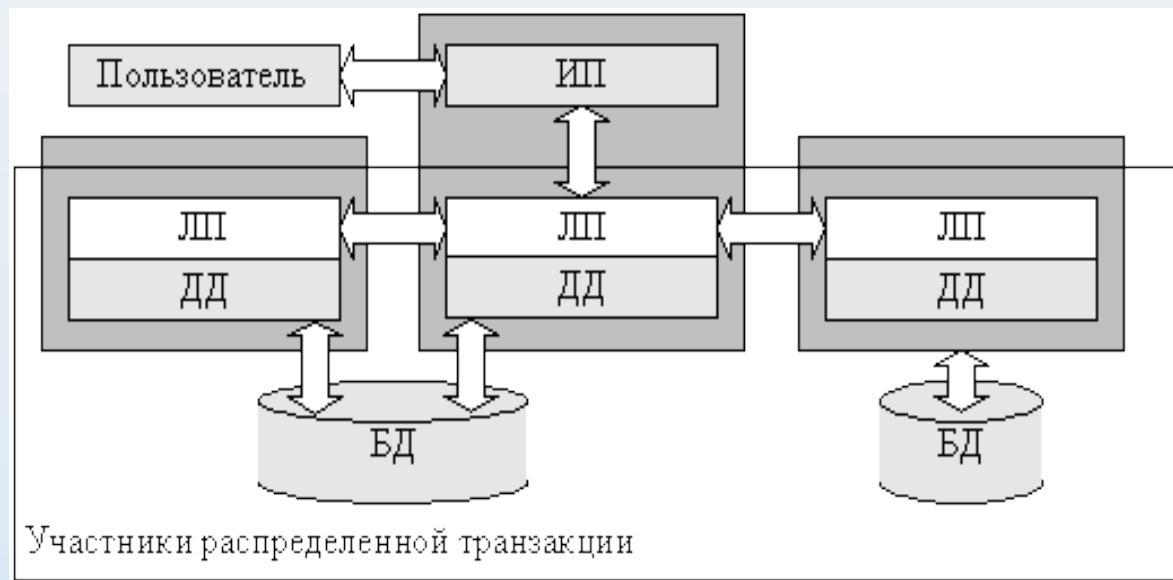 Пользователь
ИП
ЛП
ЛП
ЛП
ДД
ДД
ДД
БД
БД
Участники распределенной транзакции